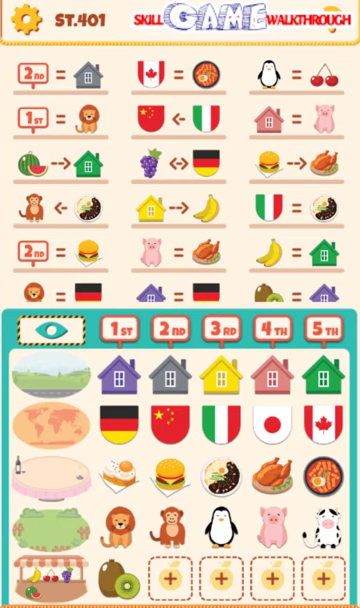 ST.401 SKILL GAME WALKTHROUGH
2ND = = =
1ST = <- =
--> <-> -->
<- --> =
2ND = = =
= = =
1ST 2ND 3RD 4TH 5TH
+ + + +